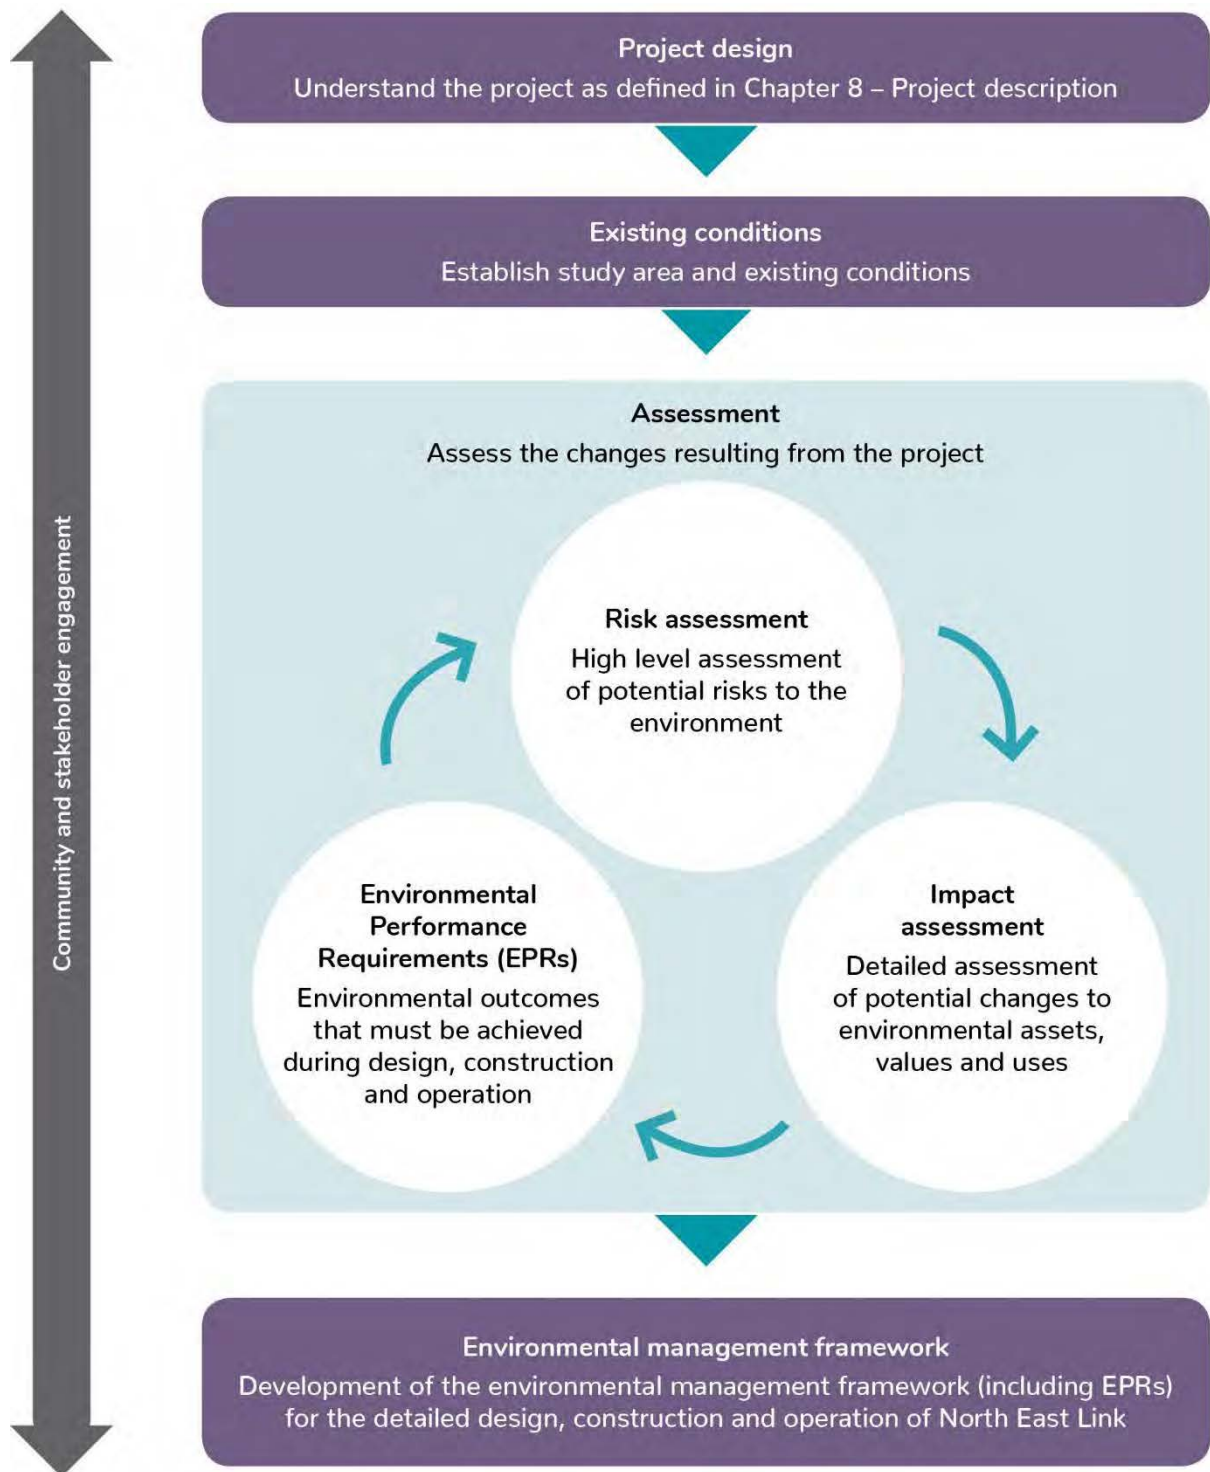 Project design
Understand the project as defined in Chapter 8 – Project description
Existing conditions
Establish study area and existing conditions
Assessment
Assess the changes resulting from the project
Risk assessment
High level assessment
of potential risks to the
environment
Environmental
Performance
Requirements (EPRs)
Environmental outcomes
that must be achieved
during design, construction
and operation
Impact
assessment
Detailed assessment
of potential changes to
environmental assets,
values and uses
Environmental management framework
Development of the environmental management framework (including EPRs)
for the detailed design, construction and operation of North East Link
Community and stakeholder engagement